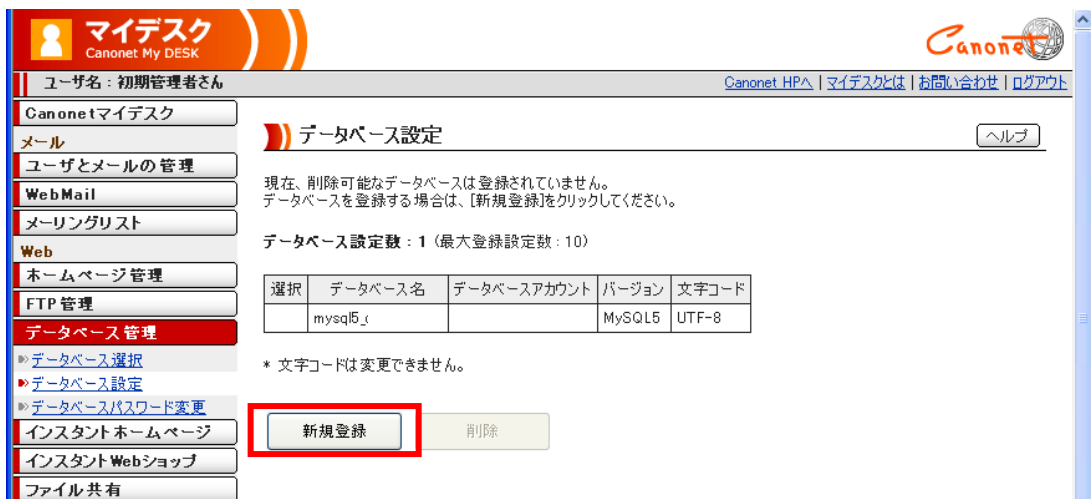 マイデスク
Canonet My DESK
Canonet
ユーザ名:初期管理者さん
Canonet HPへ | マイデスクとは | お問い合わせ | ログアウト
Canonetマイデスク
メール
ユーザとメールの管理
WebMail
メーリングリスト
Web
ホームページ管理
FTP管理
データベース管理
データベース選択
データベース設定
データベースパスワード変更
インスタントホームページ
インスタントWebショップ
ファイル共有
データベース設定
ヘルプ
現在、削除可能なデータベースは登録されていません。
データベースを登録する場合は、[新規登録]をクリックしてください。
データベース設定数:1(最大登録設定数:10)
選択 データベース名 データベースアカウント バージョン 文字コード
mysql5_ MySQL5 UTF-8
* 文字コードは変更できません。
新規登録 削除